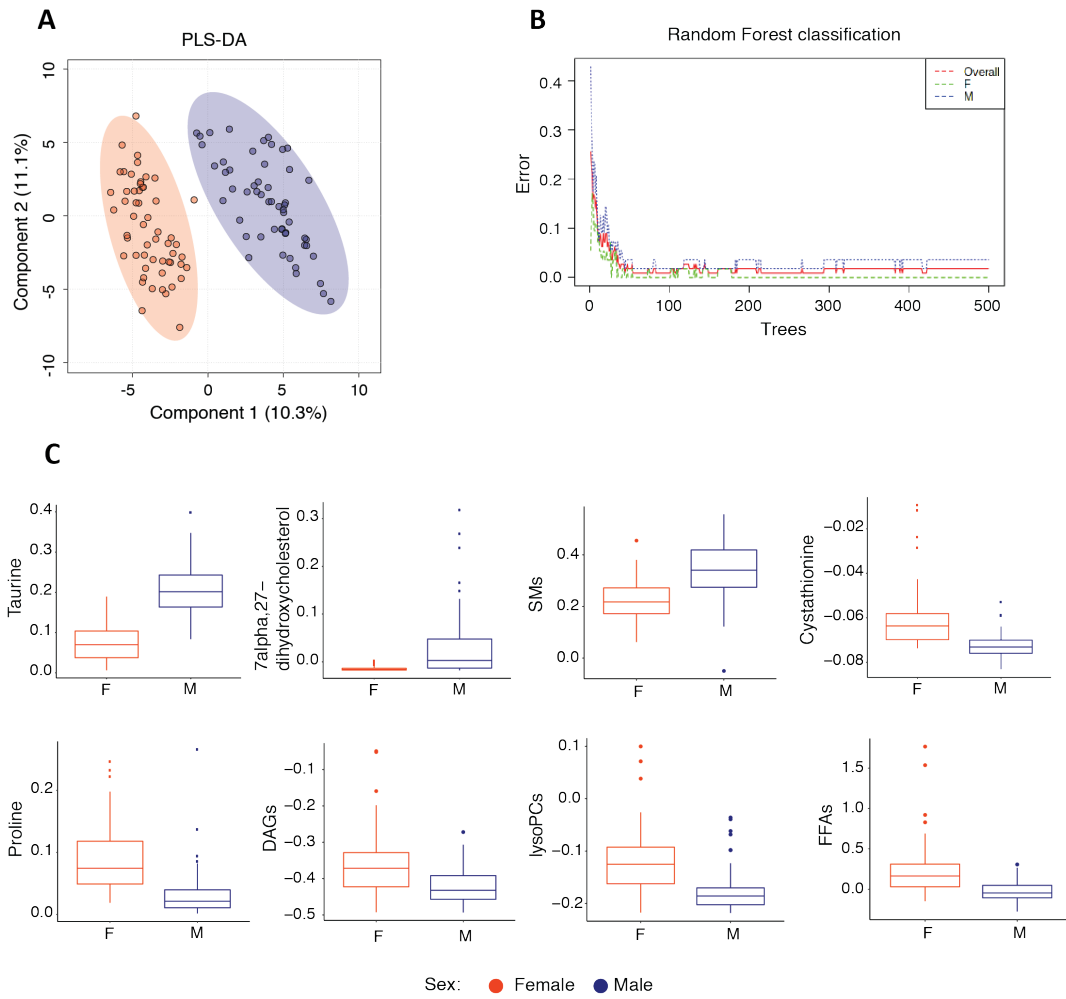 A
B
PLS-DA
Random Forest classification
Component 2 (11.1%)
10
5
0
-5
-10
-5
0
5
10
Component 1 (10.3%)
Error
0.4
0.3
0.2
0.1
0.0
0
100
200
300
400
500
Trees
Overall
F
M
C
Taurine
0.4
0.3
0.2
0.1
0.0
F
M
7alpha,27−
dihydroxycholesterol
0.3
0.2
0.1
0.0
F
M
SMs
0.4
0.2
0.0
F
M
Cystathionine
−0.02
−0.04
−0.06
−0.08
F
M
Proline
0.2
0.1
0.0
F
M
DAGs
−0.1
−0.2
−0.3
−0.4
−0.5
F
M
lysoPCs
0.1
0.0
−0.1
−0.2
F
M
FFAs
1.5
1.0
0.5
0.0
F
M
Sex: Female Male